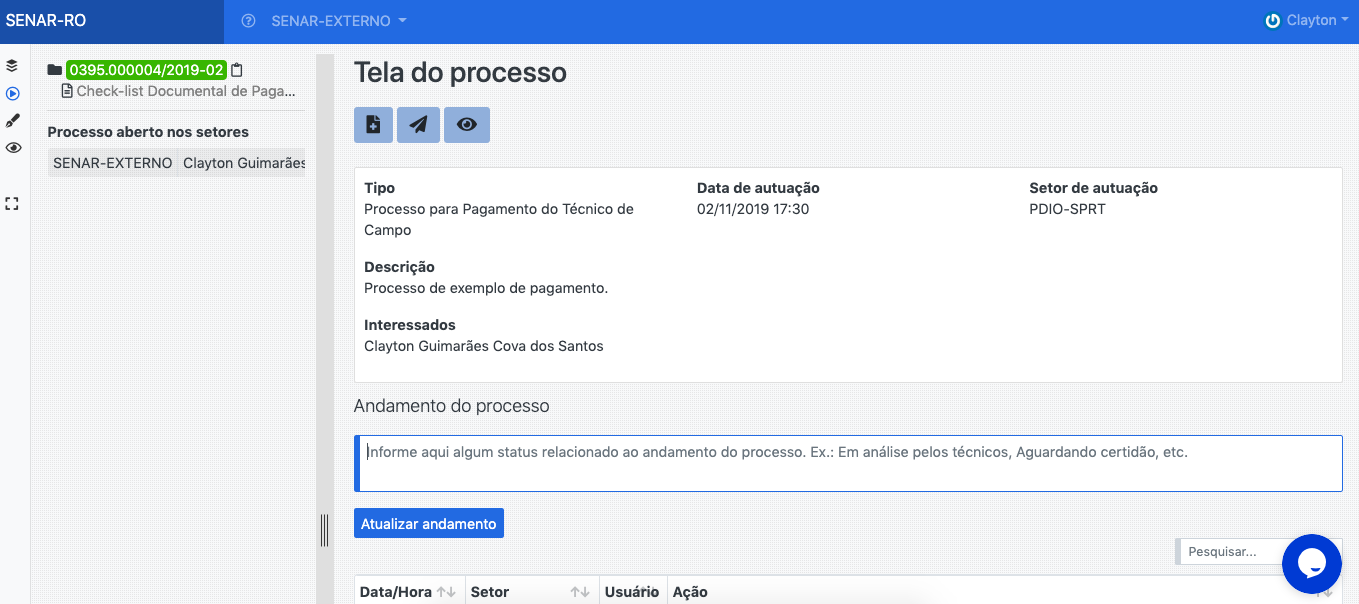 SENAR-RO
SENAR-EXTERNO
Clayton
0395.000004/2019-02
Check-list Documental de Paga...
Processo aberto nos setores
SENAR-EXTERNO Clayton Guimarães
Tela do processo
Tipo
Processo para Pagamento do Técnico de
Campo
Data de autuação
02/11/2019 17:30
Setor de autuação
PDIO-SPRT
Descrição
Processo de exemplo de pagamento.
Interessados
Clayton Guimarães Cova dos Santos
Andamento do processo
Informe aqui algum status relacionado ao andamento do processo. Ex.: Em análise pelos técnicos, Aguardando certidão, etc.
Atualizar andamento
Pesquisar...
Data/Hora Setor Usuário Ação